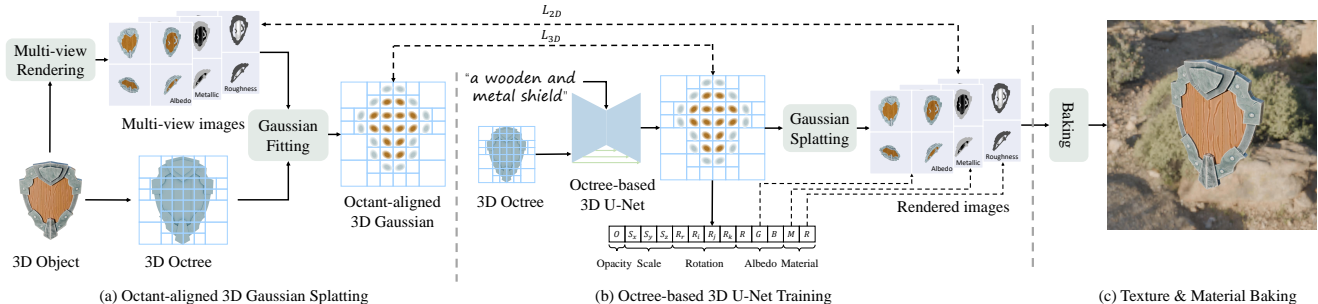 Multi-view
Rendering
Albedo
Metallic
Roughness
Multi-view images
Gaussian
Fitting
3D Object
3D Octree
Octant-aligned
3D Gaussian
(a) Octant-aligned 3D Gaussian Splatting
L2D
L3D
"a wooden and
metal shield"
3D Octree
Octree-based
3D U-Net
Gaussian
Splatting
Albedo
Metallic
Roughness
Rendered images
O Sx Sy Sz Rr Ri Rj Rk R G B M R
Opacity Scale Rotation Albedo Material
(b) Octree-based 3D U-Net Training
Baking
(c) Texture & Material Baking